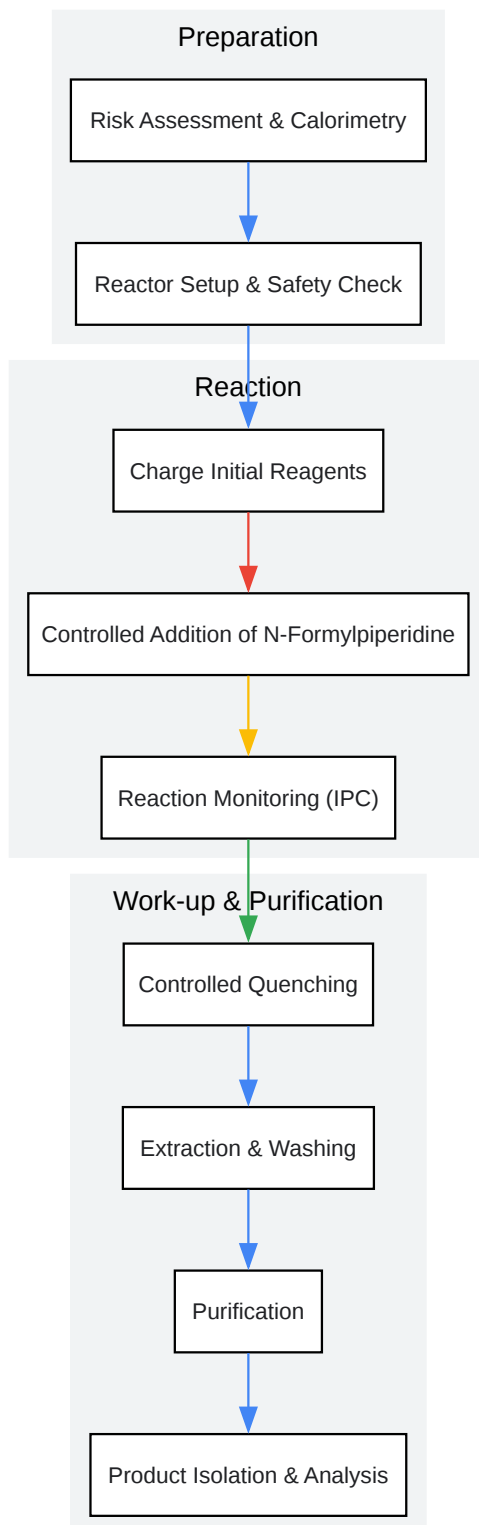 Preparation
Risk Assessment & Calorimetry
Reactor Setup & Safety Check
Reaction
Charge Initial Reagents
Controlled Addition of N-Formylpiperidine
Reaction Monitoring (IPC)
Work-up & Purification
Controlled Quenching
Extraction & Washing
Purification
Product Isolation & Analysis